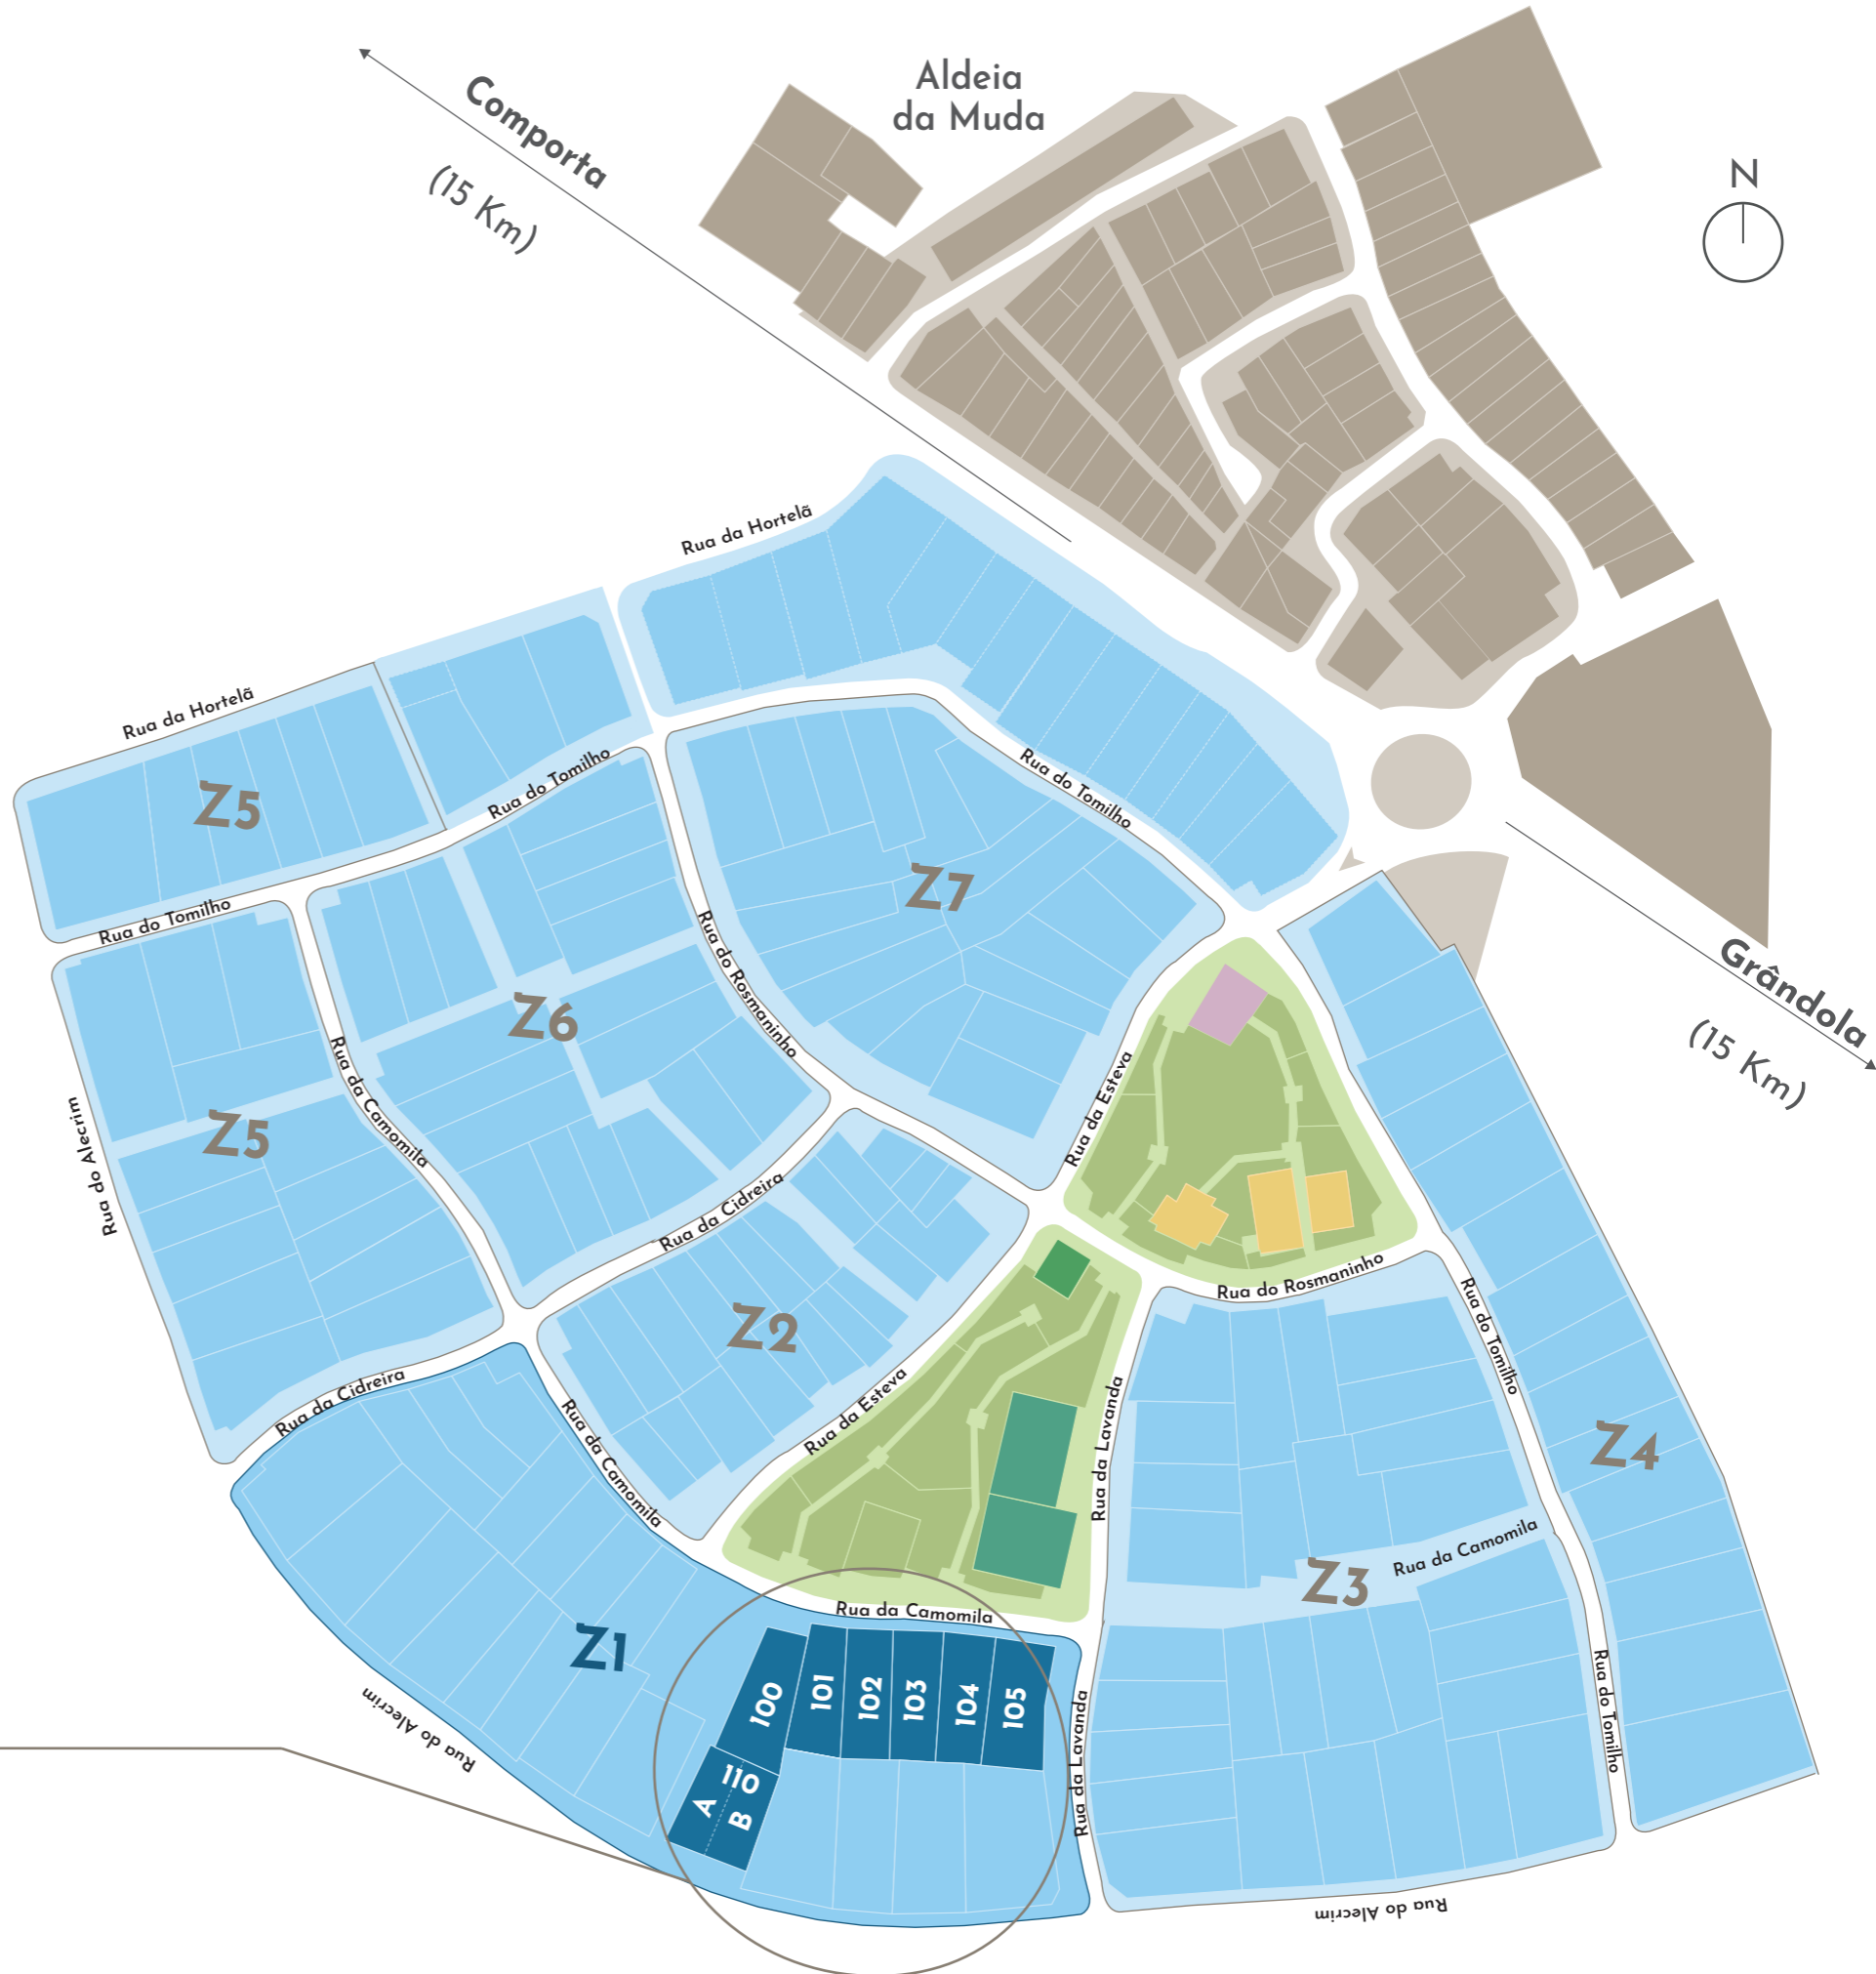 Aldeia
da Muda
Comporta
(15 Km)
N
Rua da Hortelã
Rua da Hortelã
Z5
Rua do Tomilho
Rua do Tomilho
Rua do Tomilho
Z7
Rua do Tomilho
Grândola
(15 Km)
Z6
Rua do Rosmaninho
Rua da Camomila
Rua da Esteva
Z5
Rua do Alecrim
Rua da Cidreira
Rua do Rosmaninho
Z2
Rua da Cidreira
Rua da Esteva
Rua da Camomila
Rua da Lavanda
Rua do Tomilho
Z4
Rua da Camomila
Z3
Rua da Camomila
Z1
100
101
102
103
104
105
110
A
B
Rua do Alecrim
Rua da Lavanda
Rua do Tomilho
Rua do Alecrim